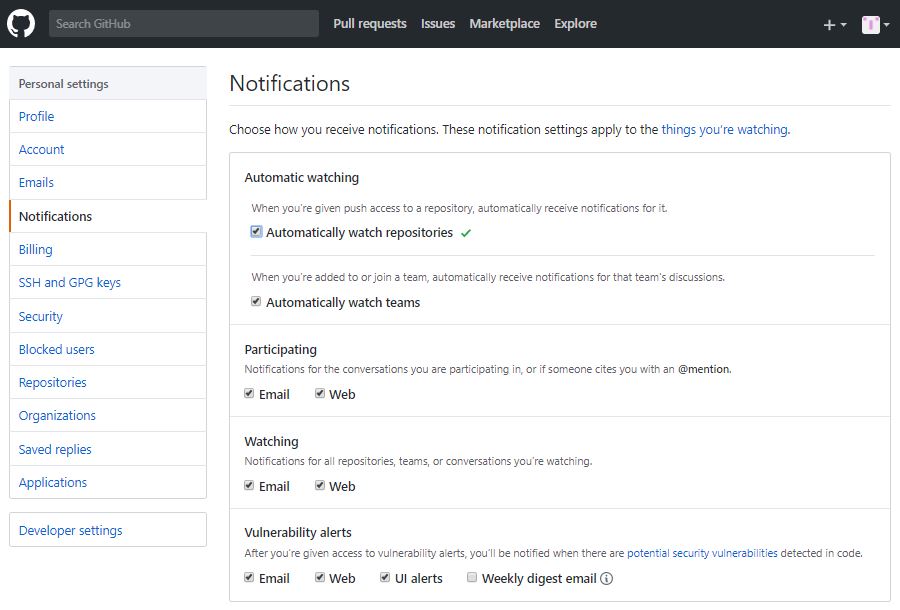 Search GitHub
Pull requests Issues Marketplace Explore
Personal settings
Profile
Account
Emails
Notifications
Billing
SSH and GPG keys
Security
Blocked users
Repositories
Organizations
Saved replies
Applications
Developer settings
Notifications
Choose how you receive notifications. These notification settings apply to the things you're watching.
Automatic watching
When you're given push access to a repository, automatically receive notifications for it.
Automatically watch repositories
When you're added to or join a team, automatically receive notifications for that team's discussions.
Automatically watch teams
Participating
Notifications for the conversations you are participating in, or if someone cites you with an @mention.
Email Web
Watching
Notifications for all repositories, teams, or conversations you're watching.
Email Web
Vulnerability alerts
After you're given access to vulnerability alerts, you'll be notified when there are potential security vulnerabilities detected in code.
Email Web UI alerts Weekly digest email